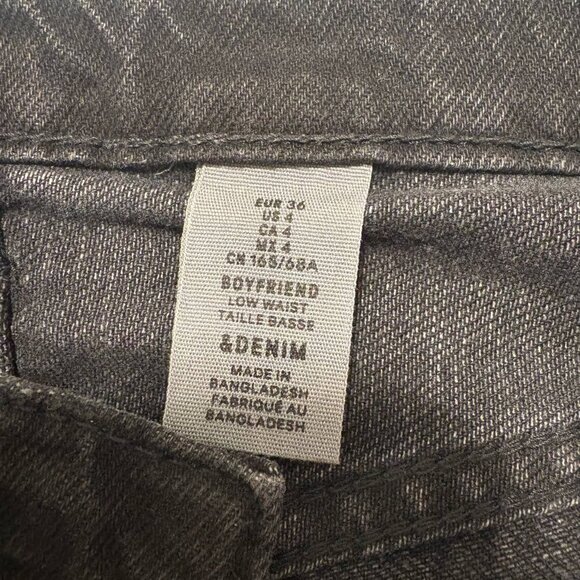 EUR 36
US 4
CA 4
MX 4
CN 165/68A
BOYFRIEND
LOW WAIST
TAILLE BASSE
&DENIM
MADE IN
BANGLADESH
FABRIQUÉ AU
BANGLADESH